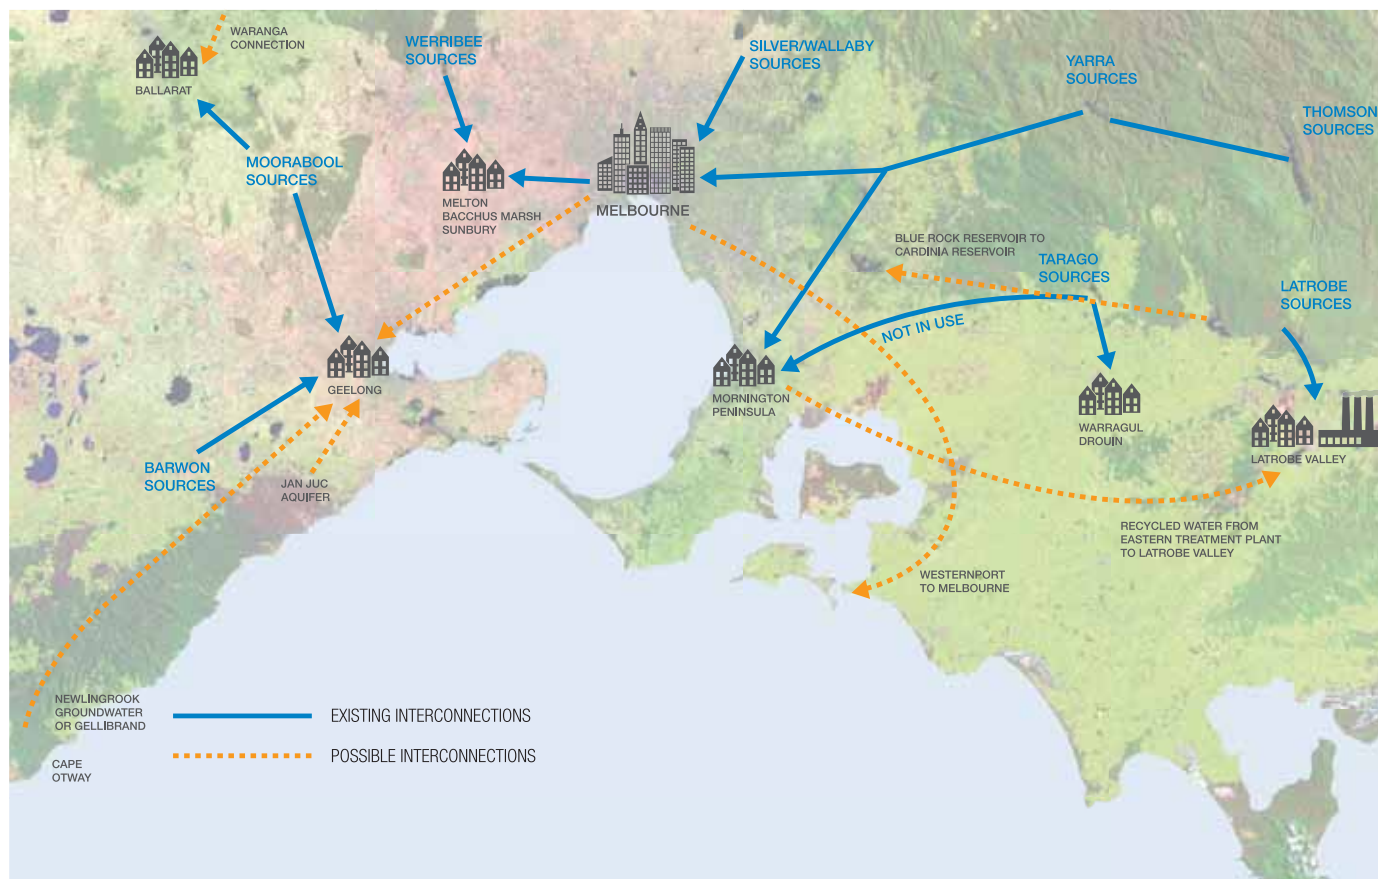 WARANGA
CONNECTION
BALLARAT
WERRIBEE
SOURCES
SILVER/WALLABY
SOURCES
YARRA
SOURCES
THOMSON
SOURCES
MOORABOOL
SOURCES
MELTON
BACCHUS MARSH
SUNBURY
MELBOURNE
BLUE ROCK RESERVOIR TO
CARDINIA RESERVOIR
TARAGO
SOURCES
LATROBE
SOURCES
NOT IN USE
GEELONG
MORNINGTON
PENINSULA
WARRAGUL
DROUIN
LATROBE VALLEY
BARWON
SOURCES
JAN JUC
AQUIFER
RECYCLED WATER FROM
EASTERN TREATMENT PLANT
TO LATROBE VALLEY
WESTERNPORT
TO MELBOURNE
NEWLINGROOK
GROUNDWATER
OR GELLIBRAND
EXISTING INTERCONNECTIONS
POSSIBLE INTERCONNECTIONS
CAPE
OTWAY